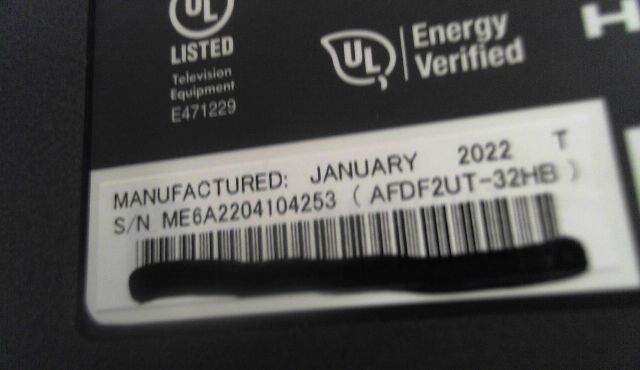 UL
LISTED
Television
Equipment
E471229
UL
Energy
Verified
H
MANUFACTURED: JANUARY 2022 T
S/N ME6A2204104253 ( AFDF2UT-32HB )